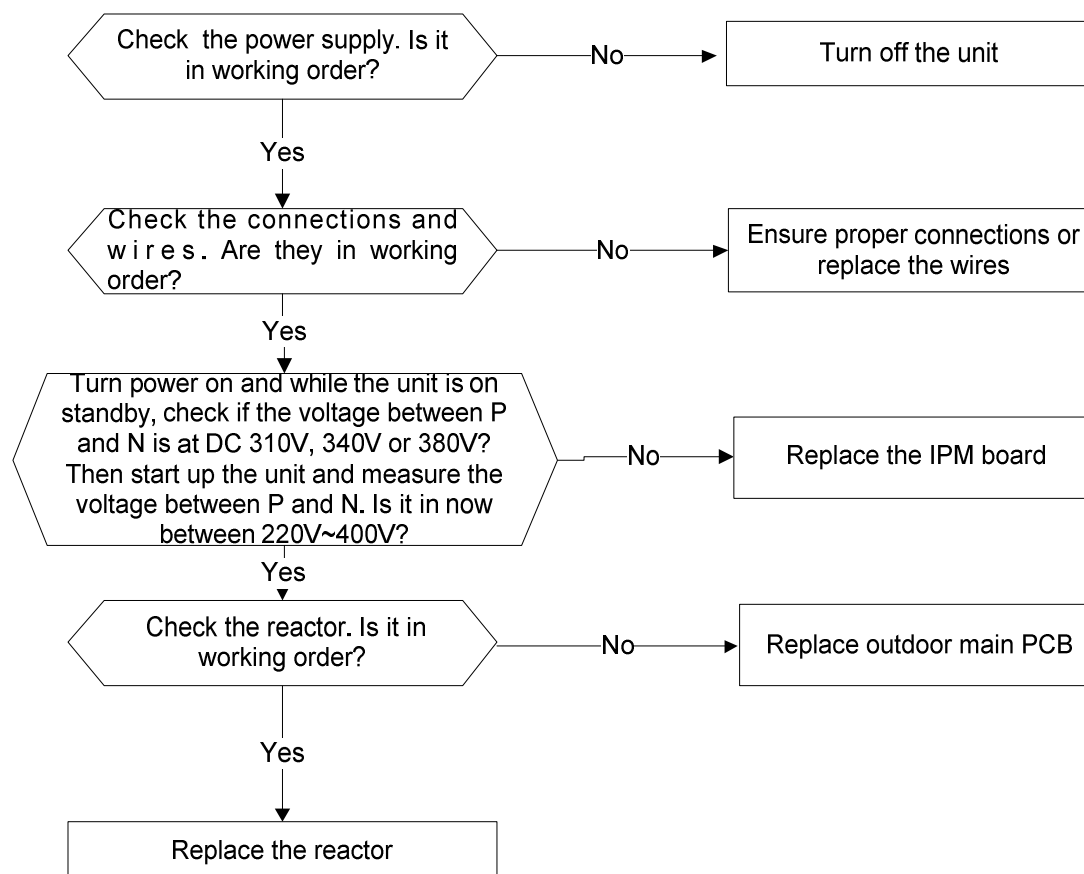 Check the power supply. Is it
in working order?
No
Turn off the unit
Yes
Check the connections and
wires. Are they in working
order?
No
Ensure proper connections or
replace the wires
Yes
Turn power on and while the unit is on
standby, check if the voltage between P
and N is at DC 310V, 340V or 380V?
Then start up the unit and measure the
voltage between P and N. Is it in now
between 220V~400V?
No
Replace the IPM board
Yes
Check the reactor. Is it in
working order?
No
Replace outdoor main PCB
Yes
Replace the reactor